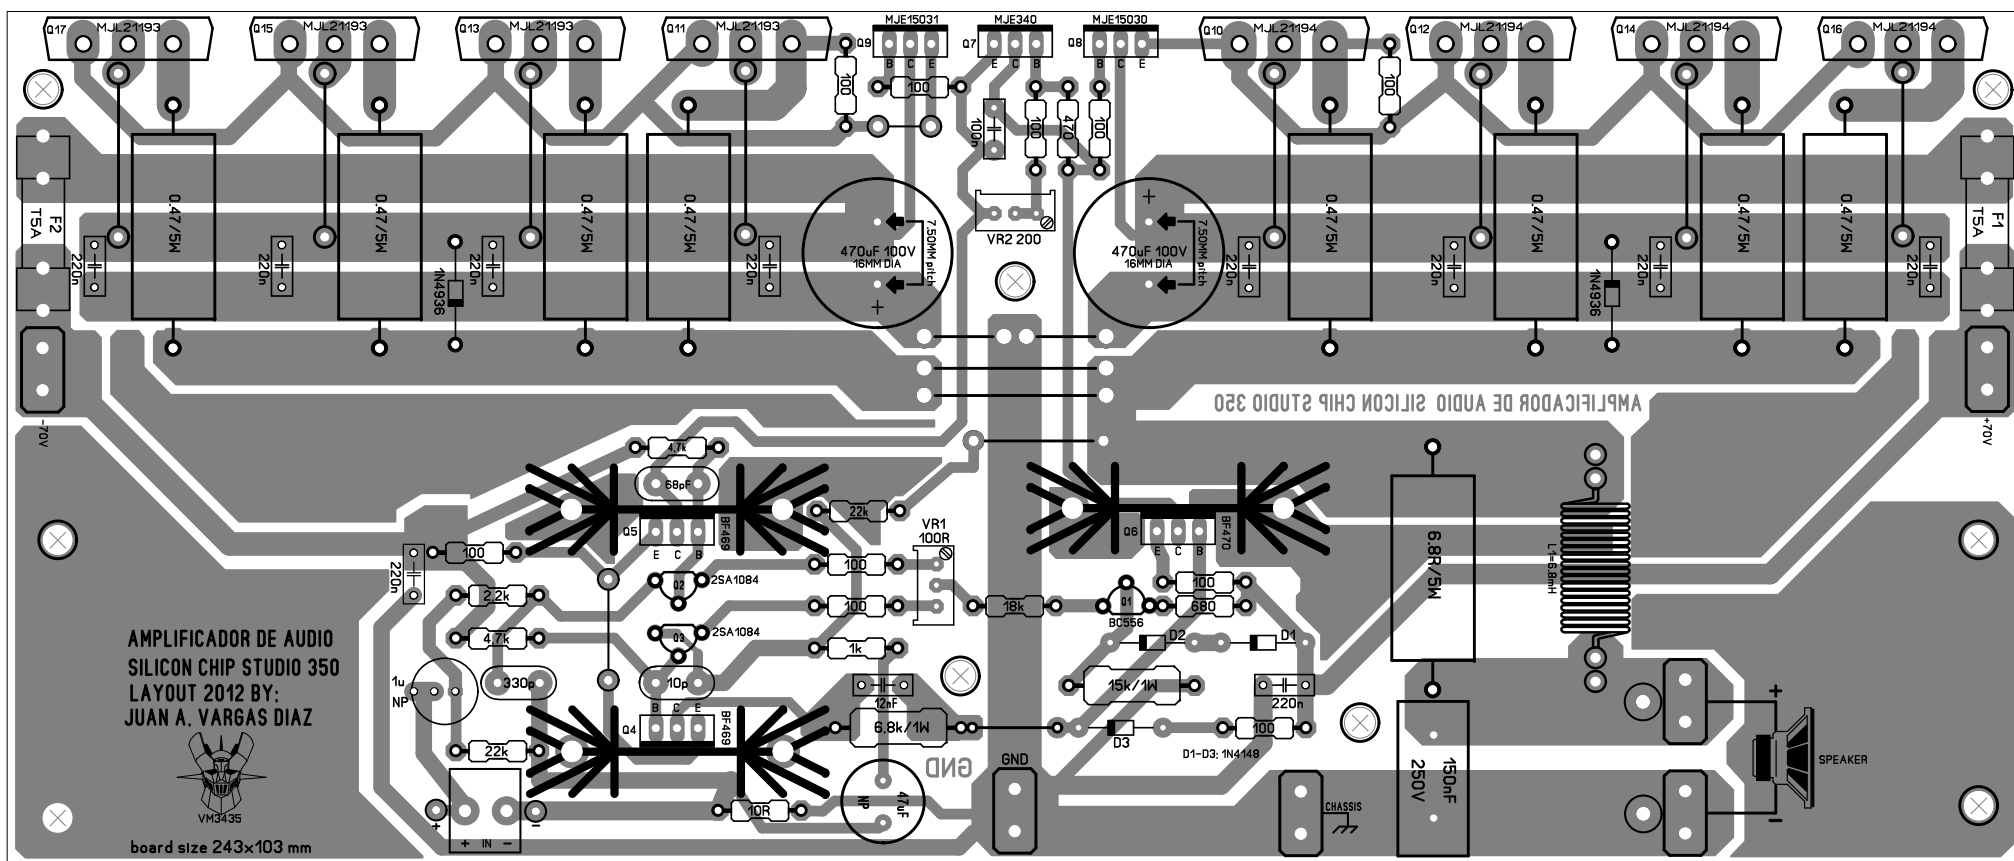 Q17 MJL21193
Q15 MJL21193
Q13 MJL21193
Q11 MJL21193
MJE15031
Q9
MJE340
Q7
MJE15030
Q8
Q10 MJL21194
Q12 MJL21194
Q14 MJL21194
Q16 MJL21194
B C E
E C B
B C E
100
100
100n
100
470
100
100
100
F2
T5A
0.47/5W
0.47/5W
0.47/5W
0.47/5W
220n
220n
1N4936
220n
220n
470uF 100V
16MM DIA
7.50MM pitch
+
VR2 200
+
470uF 100V
16MM DIA
7.50MM pitch
0.47/5W
0.47/5W
0.47/5W
0.47/5W
220n
220n
1N4936
220n
220n
F1
T5A
-70V
+70V
AMPLIFICADOR DE AUDIO SILICON CHIP STUDIO 350
4.7k
68pF
Q5
BF469
E C B
22k
VR1
100R
Q6
BF470
E C B
6.8R/5W
L1=6.8mH
100
220n
2.2k
4.7k
Q2 2SA1084
Q3 2SA1084
100
100
1k
18k
Q1
BC556
100
680
D2
D1
1u
NP
330p
10p
12nF
15k/1W
220n
B C E
Q4
BF469
6.8k/1W
D3
100
D1-D3; 1N4148
22k
AMPLIFICADOR DE AUDIO
SILICON CHIP STUDIO 350
LAYOUT 2012 BY:
JUAN A. VARGAS DIAZ
VM3435
board size 243x103 mm
+ -
+ IN -
10R
47uF
NP
GND
GND
CHASSIS
150nF
250V
+
SPEAKER
-